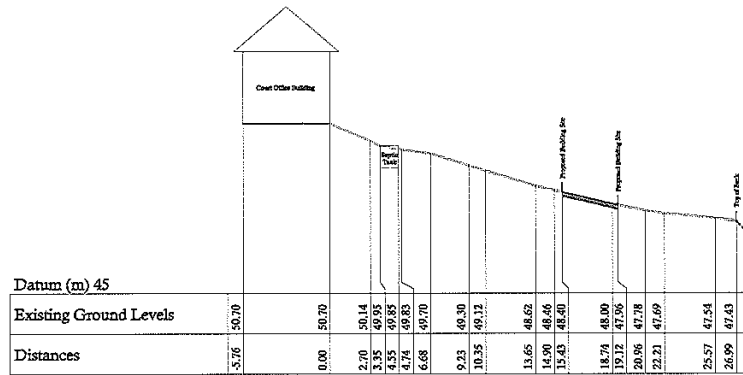 Court Office Building
Septic
Tank
Proposed Building Site
Proposed Building Site
Top of Bank
Datum (m) 45
Existing Ground Levels 50.70 50.70 50.14 49.95 49.85 49.83 49.70 49.30 49.12 48.62 48.46 48.40 48.00 47.96 47.78 47.69 47.54 47.43
Distances -5.76 0.00 2.70 3.35 4.55 4.74 6.68 9.23 10.35 13.65 14.90 15.43 18.74 19.12 20.96 22.21 25.57 26.99